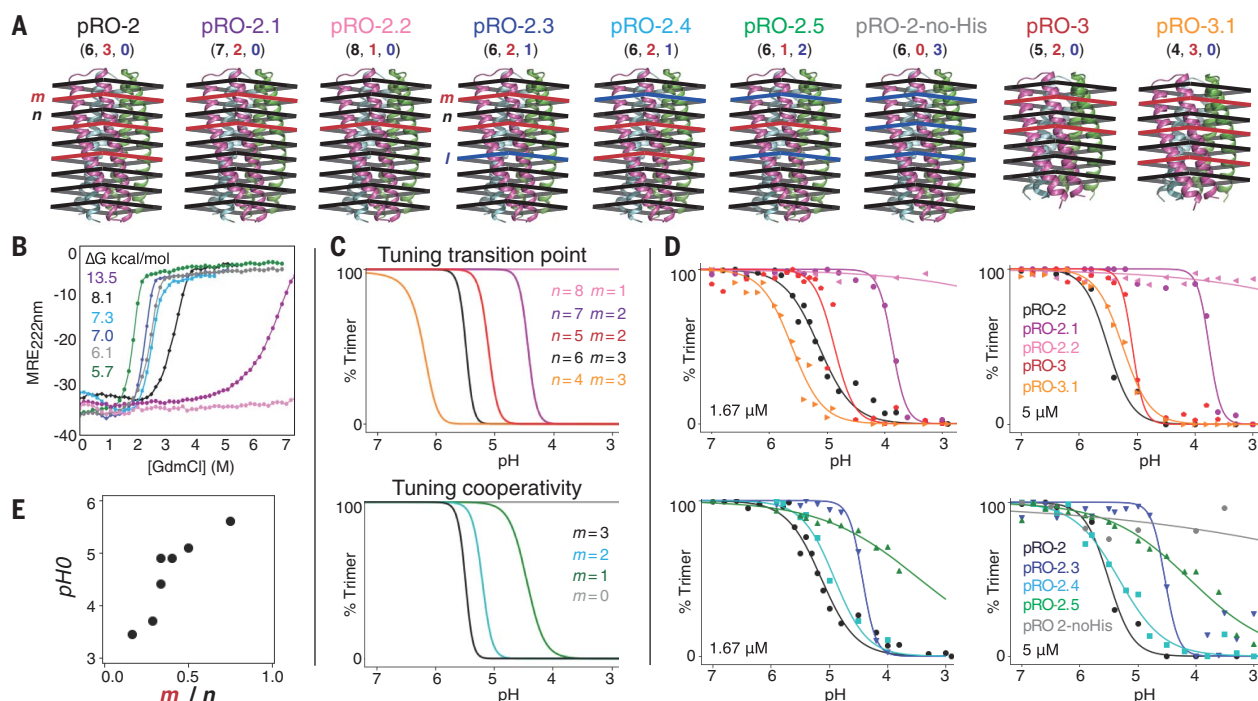 A
pRO-2 pRO-2.1 pRO-2.2 pRO-2.3 pRO-2.4 pRO-2.5 pRO-2-no-His pRO-3 pRO-3.1
(6, 3, 0) (7, 2, 0) (8, 1, 0) (6, 2, 1) (6, 2, 1) (6, 1, 2) (6, 0, 3) (5, 2, 0) (4, 3, 0)
m
n
m
n
l
B
ΔG kcal/mol
13.5
8.1
7.3
7.0
6.1
5.7
0
-10
-20
-30
-40
MRE222nm
0 1 2 3 4 5 6 7
[GdmCl] (M)
C
Tuning transition point
100
0
% Trimer
n = 8 m = 1
n = 7 m = 2
n = 5 m = 2
n = 6 m = 3
n = 4 m = 3
7 6 5 4 3
pH
Tuning cooperativity
100
0
% Trimer
m = 3
m = 2
m = 1
m = 0
7 6 5 4 3
pH
D
100
0
% Trimer
1.67 μM
7 6 5 4 3
pH
100
0
% Trimer
pRO-2
pRO-2.1
pRO-2.2
pRO-3
pRO-3.1
5 μM
7 6 5 4 3
pH
100
0
% Trimer
1.67 μM
7 6 5 4 3
pH
100
0
% Trimer
pRO-2
pRO-2.3
pRO-2.4
pRO-2.5
pRO 2-noHis
5 μM
7 6 5 4 3
pH
E
6
5
4
3
pH0
0.0 0.5 1.0
m / n